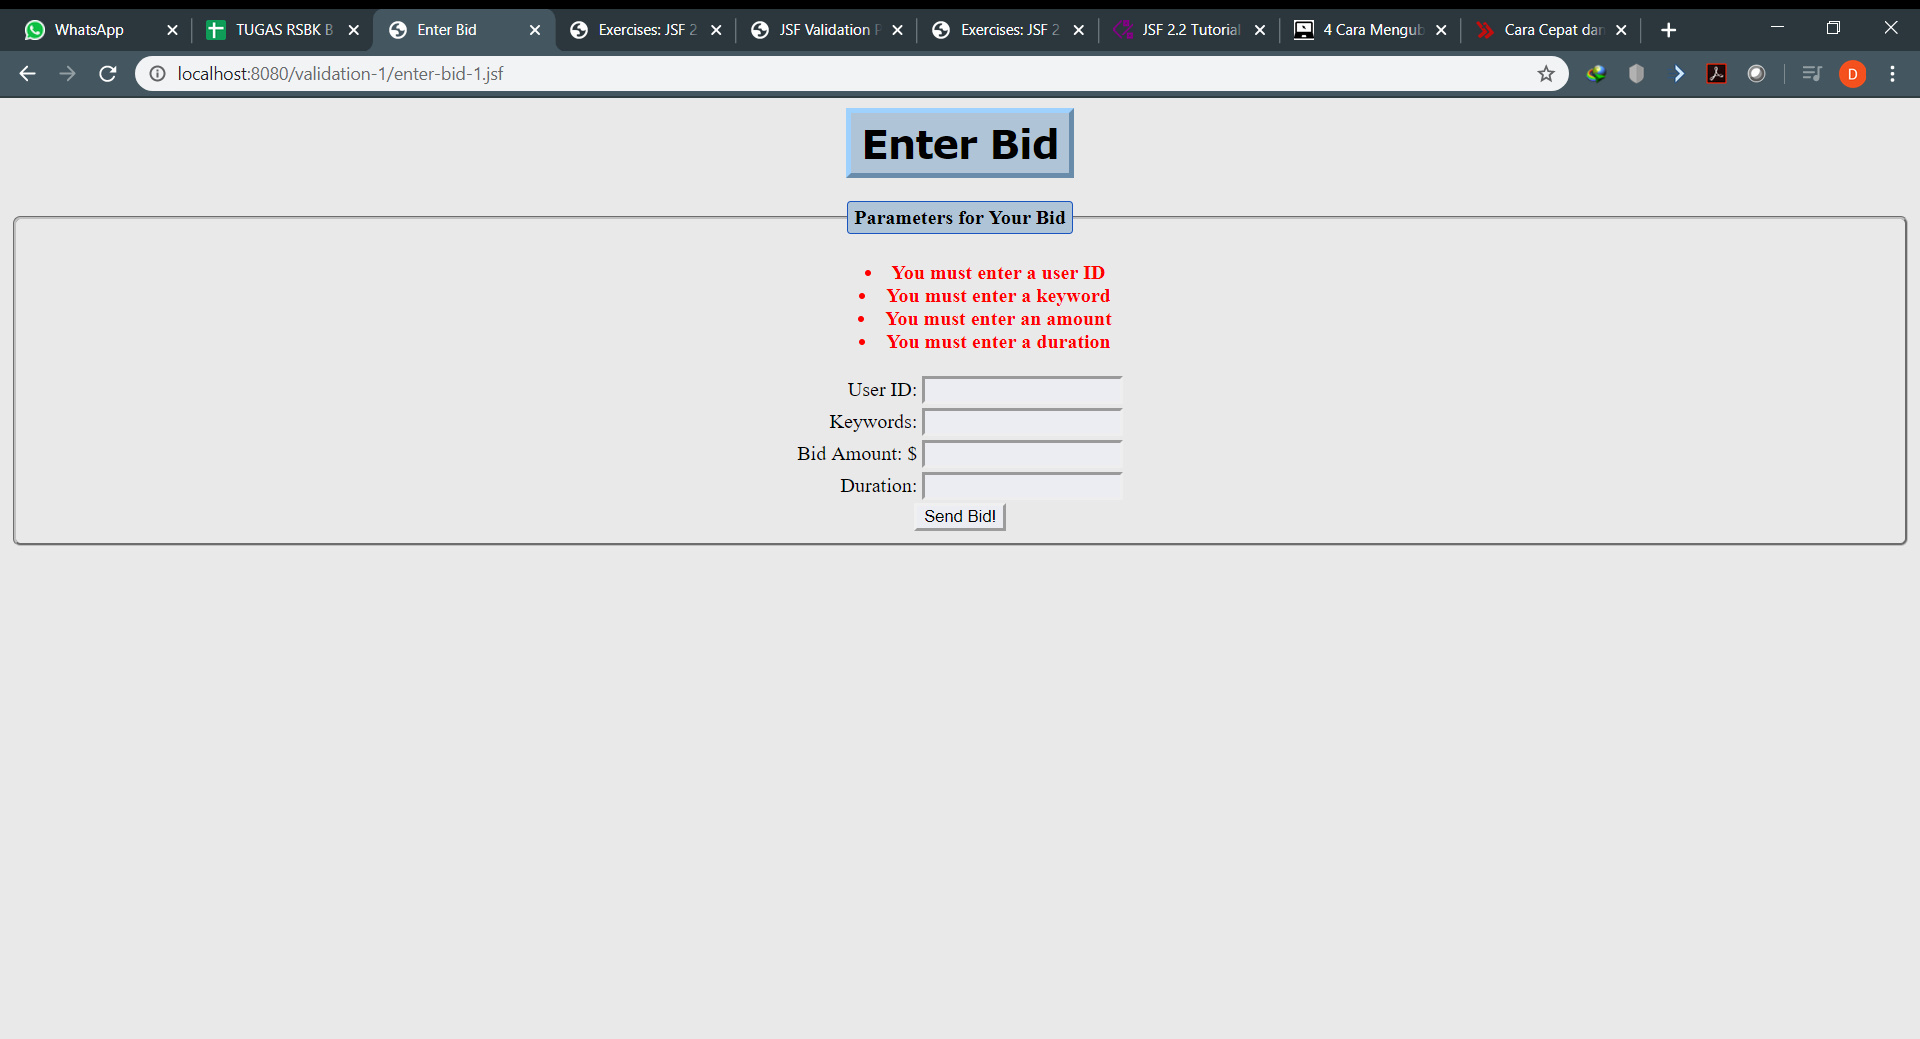 WhatsApp
TUGAS RSBK B
Enter Bid
Exercises: JSF 2
JSF Validation
Exercises: JSF 2
JSF 2.2 Tutorial
4 Cara Mengub
Cara Cepat dan
localhost:8080/validation-1/enter-bid-1.jsf
D
Enter Bid
Parameters for Your Bid
• You must enter a user ID
• You must enter a keyword
• You must enter an amount
• You must enter a duration
User ID:
Keywords:
Bid Amount: $
Duration:
Send Bid!